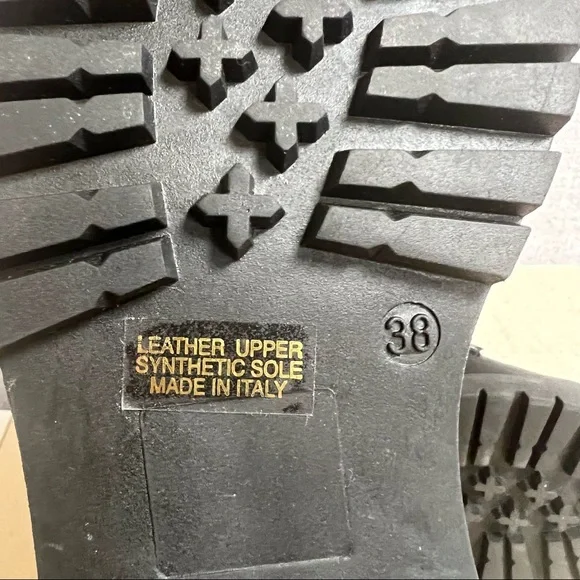 38
LEATHER UPPER
SYNTHETIC SOLE
MADE IN ITALY